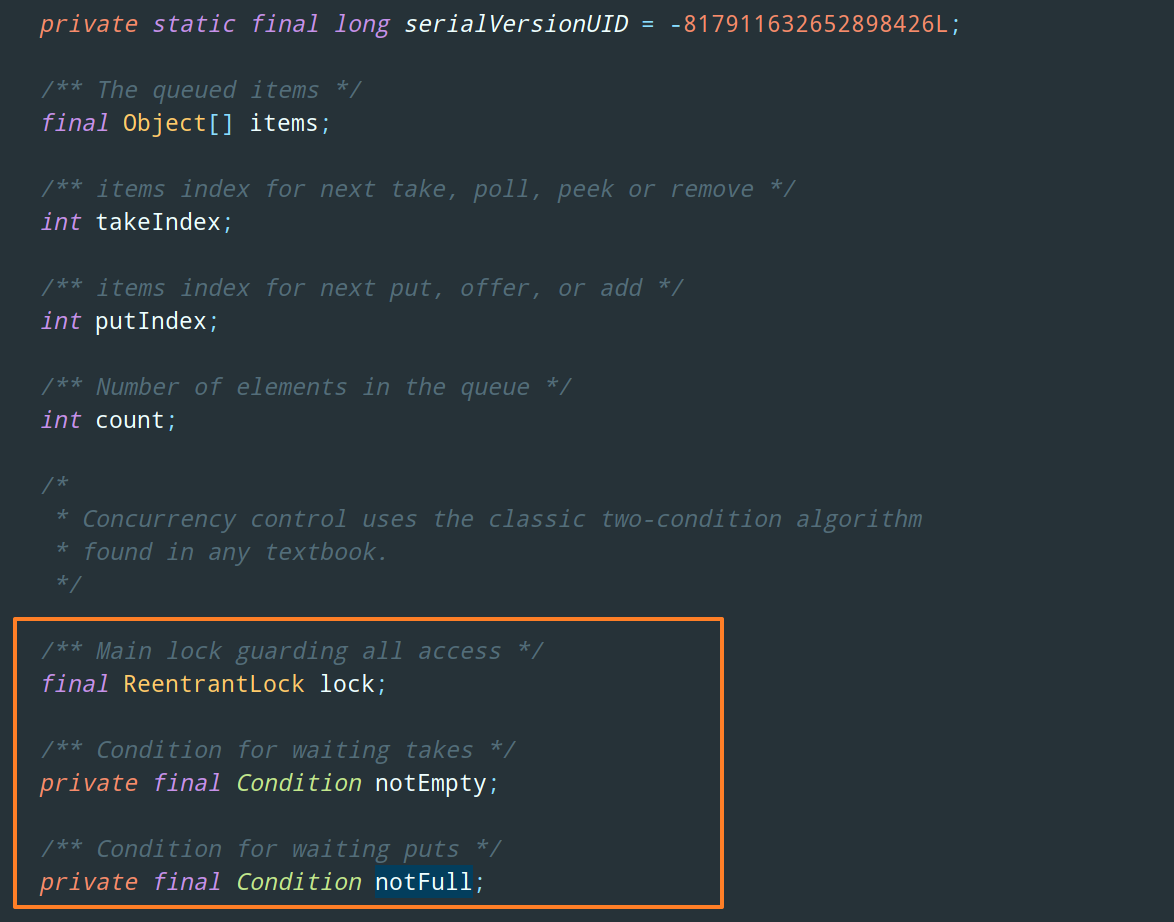 private static final long serialVersionUID = -817911632652898426L;
/** The queued items */
final Object[] items;
/** items index for next take, poll, peek or remove */
int takeIndex;
/** items index for next put, offer, or add */
int putIndex;
/** Number of elements in the queue */
int count;
/*
* Concurrency control uses the classic two-condition algorithm
* found in any textbook.
*/
/** Main lock guarding all access */
final ReentrantLock lock;
/** Condition for waiting takes */
private final Condition notEmpty;
/** Condition for waiting puts */
private final Condition notFull;